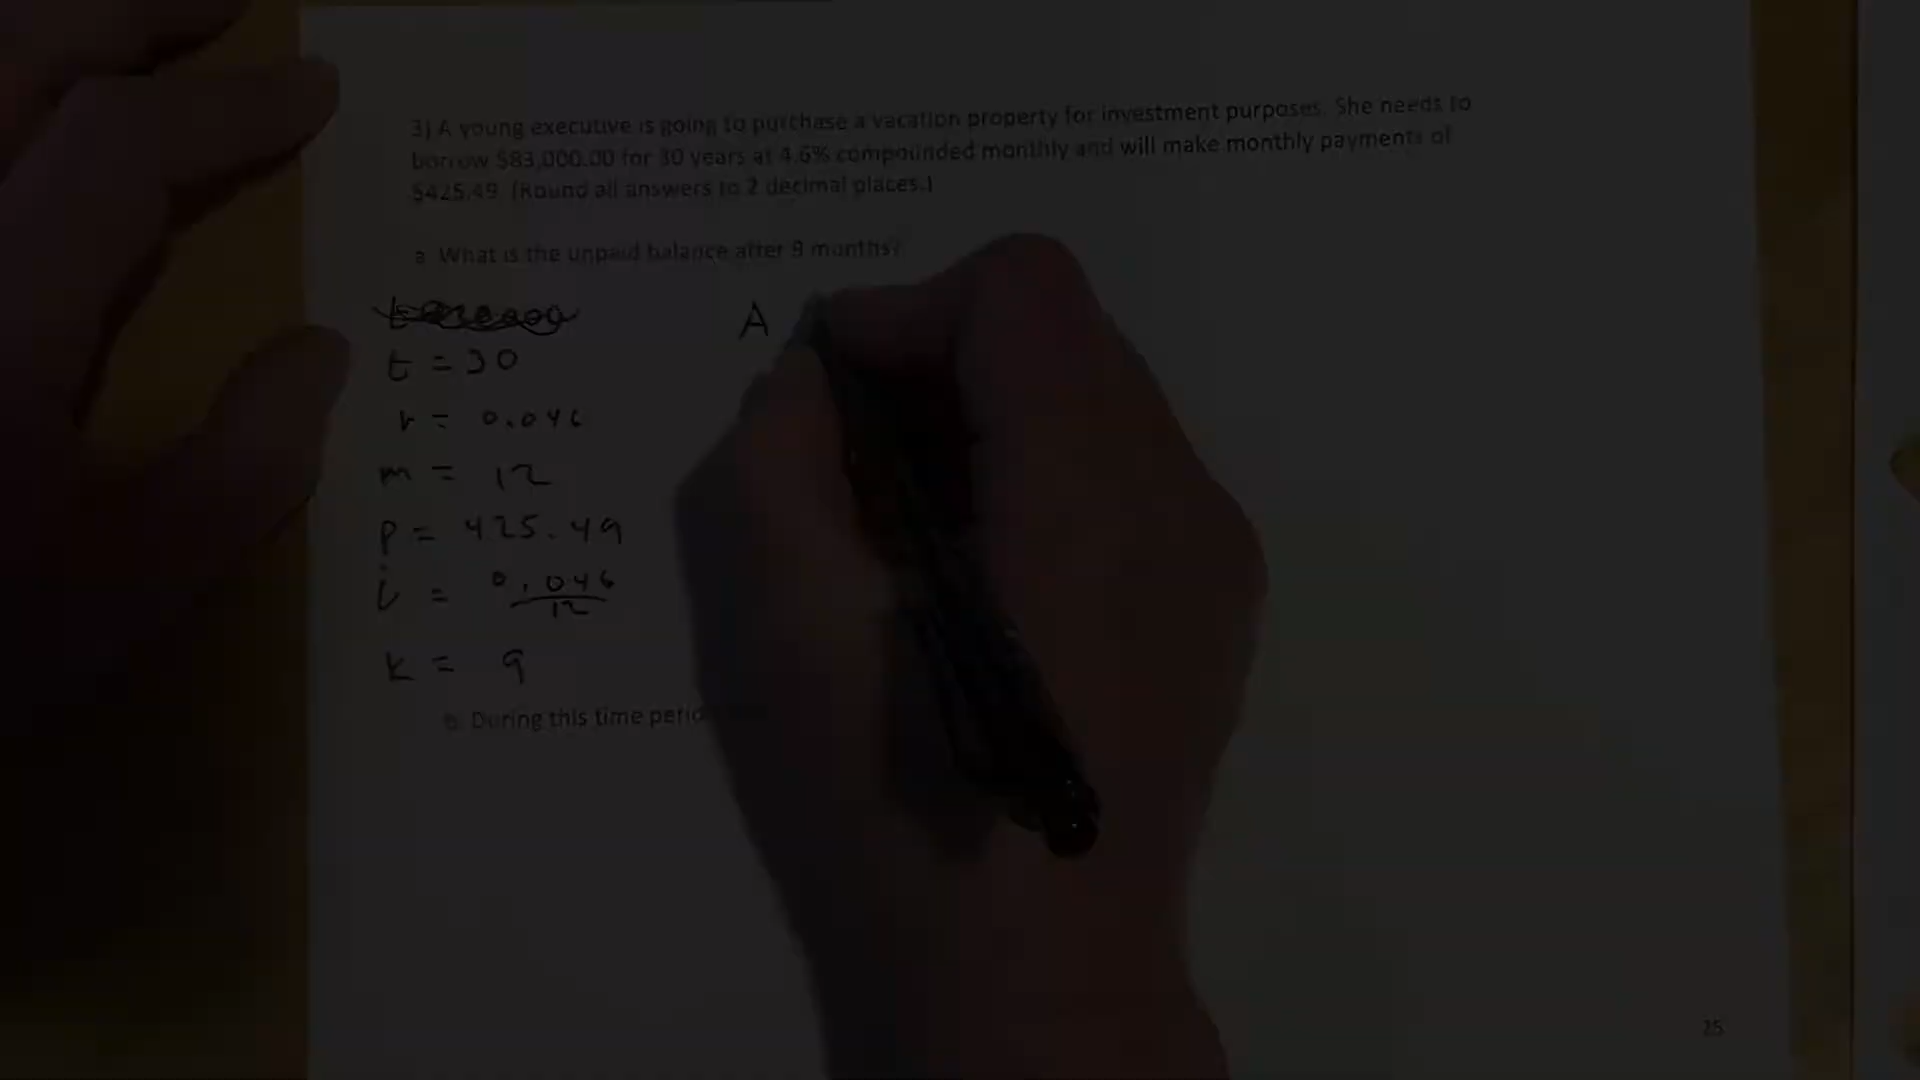 3) A young executive is going to purchase a vacation property for investment purposes. She needs to
borrow $83,000.00 for 30 years at 4.6% compounded monthly and will make monthly payments of
$425.49. (Round all answers to 2 decimal places.)
a. What is the unpaid balance after 9 months?
A
t = 30
r = 0.046
m = 12
P = 425.49
i = 0.046
12
k = 9
b. During this time
25